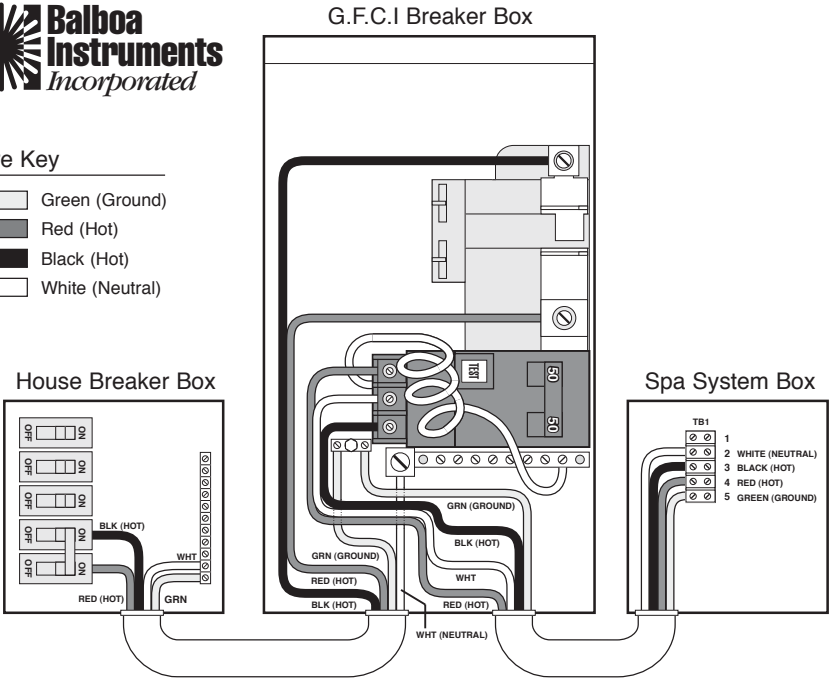 G.F.C.I Breaker Box
Balboa
Instruments
Incorporated
e Key
Green (Ground)
Red (Hot)
Black (Hot)
White (Neutral)
House Breaker Box
Spa System Box
TEST
50
50
TB1
1
2 WHITE (NEUTRAL)
3 BLACK (HOT)
4 RED (HOT)
5 GREEN (GROUND)
OFF ON
OFF ON
OFF ON
OFF ON
OFF ON
BLK (HOT)
WHT
RED (HOT)
GRN
GRN (GROUND)
BLK (HOT)
GRN (GROUND)
RED (HOT)
WHT
BLK (HOT)
RED (HOT)
WHT (NEUTRAL)